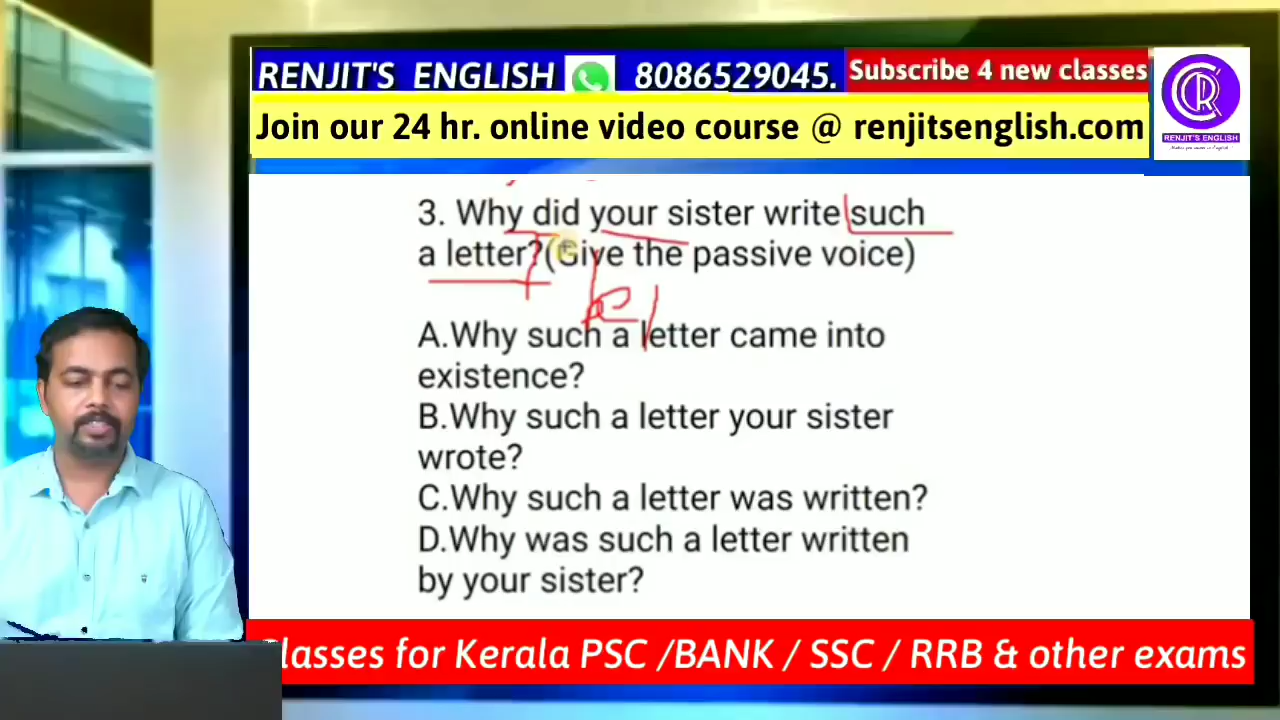 RENJIT'S ENGLISH 8086529045. Subscribe 4 new classes
Join our 24 hr. online video course @ renjitsenglish.com
RENJIT'S ENGLISH
3. Why did your sister write such
a letter?(Give the passive voice)
A.Why such a letter came into
existence?
B.Why such a letter your sister
wrote?
C.Why such a letter was written?
D.Why was such a letter written
by your sister?
lasses for Kerala PSC /BANK / SSC / RRB & other exams